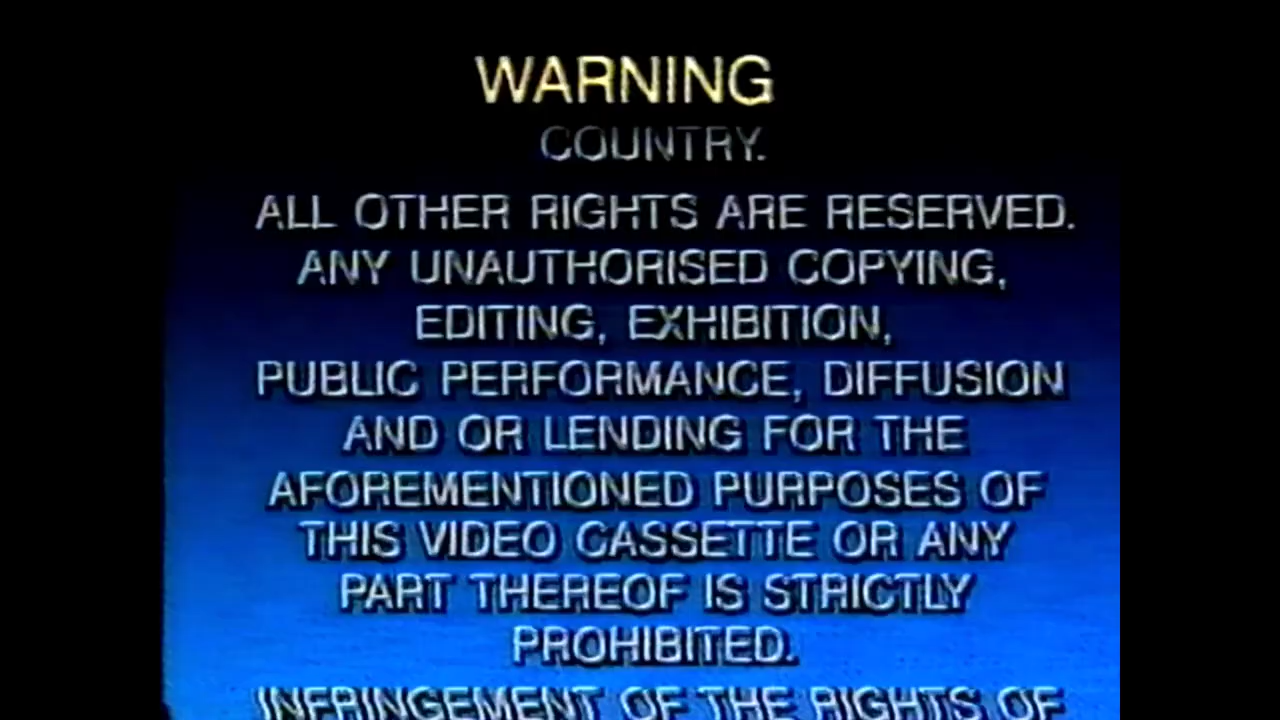 WARNING
COUNTRY.
ALL OTHER RIGHTS ARE RESERVED.
ANY UNAUTHORISED COPYING,
EDITING, EXHIBITION,
PUBLIC PERFORMANCE, DIFFUSION
AND OR LENDING FOR THE
AFOREMENTIONED PURPOSES OF
THIS VIDEO CASSETTE OR ANY
PART THEREOF IS STRICTLY
PROHIBITED.
INFRINGEMENT OF THE RIGHTS OF